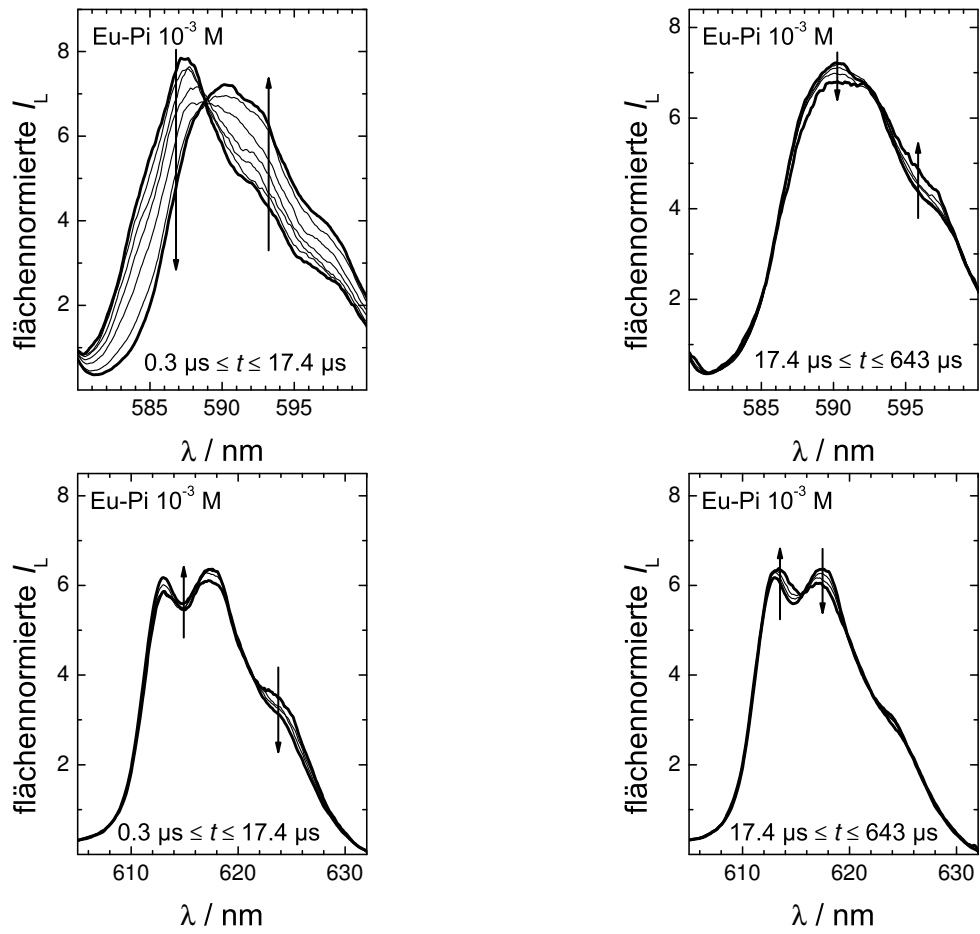 Eu-Pi 10⁻³ M
8
6
4
2
flächennormierte I_L
0.3 µs ≤ t ≤ 17.4 µs
585 590 595
λ / nm
Eu-Pi 10⁻³ M
8
6
4
2
flächennormierte I_L
17.4 µs ≤ t ≤ 643 µs
585 590 595
λ / nm
Eu-Pi 10⁻³ M
8
6
4
2
flächennormierte I_L
0.3 µs ≤ t ≤ 17.4 µs
610 620 630
λ / nm
Eu-Pi 10⁻³ M
8
6
4
2
flächennormierte I_L
17.4 µs ≤ t ≤ 643 µs
610 620 630
λ / nm